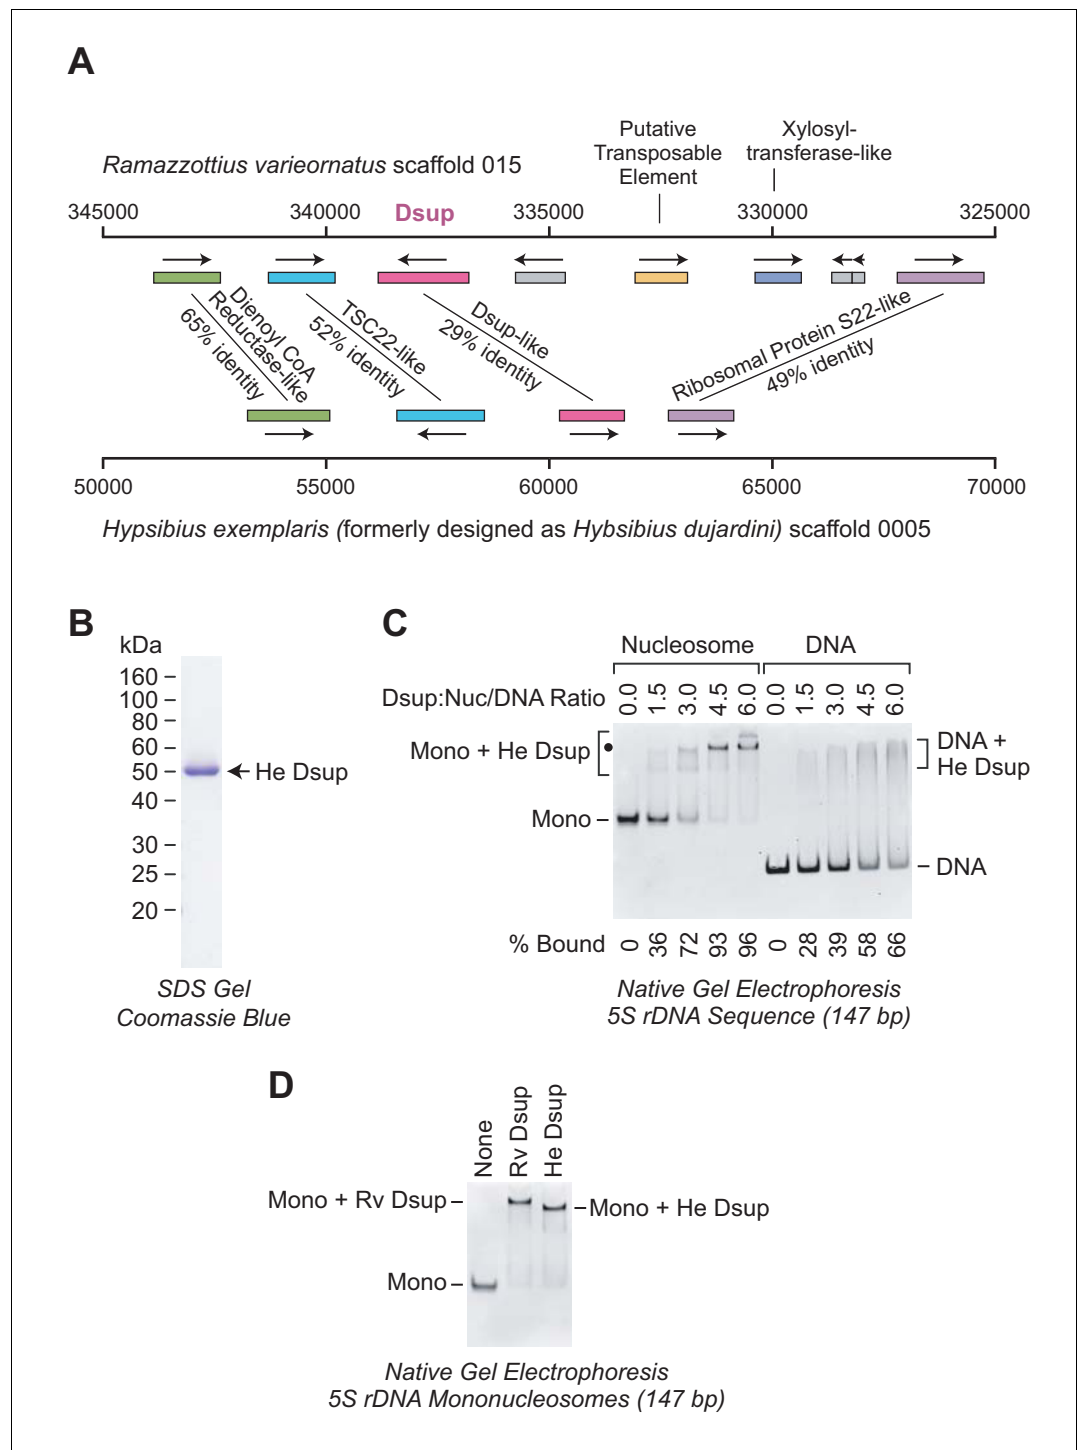 A
Putative
Transposable
Element
Xylosyl-
transferase-like
Ramazzottius varieornatus scaffold 015
345000 340000 Dsup 335000 330000 325000
Dienoyl CoA
Reductase-like
65% identity
TSC22-like
52% identity
Dsup-like
29% identity
Ribosomal Protein S22-like
49% identity
50000 55000 60000 65000 70000
Hypsibius exemplaris (formerly designed as Hybsibius dujardini) scaffold 0005
B
kDa
160
100
80
60
50
40
30
25
20
He Dsup
SDS Gel
Coomassie Blue
C
Nucleosome DNA
Dsup:Nuc/DNA Ratio 0.0 1.5 3.0 4.5 6.0 0.0 1.5 3.0 4.5 6.0
Mono + He Dsup
DNA +
He Dsup
Mono
DNA
% Bound 0 36 72 93 96 0 28 39 58 66
Native Gel Electrophoresis
5S rDNA Sequence (147 bp)
D
None
Rv Dsup
He Dsup
Mono + Rv Dsup
Mono + He Dsup
Mono
Native Gel Electrophoresis
5S rDNA Mononucleosomes (147 bp)